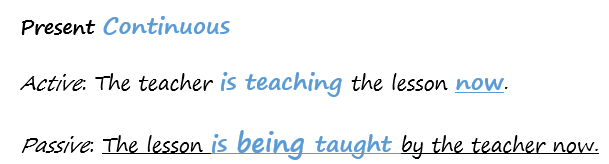 Present Continuous
Active: The teacher is teaching the lesson now.
Passive: The lesson is being taught by the teacher now.